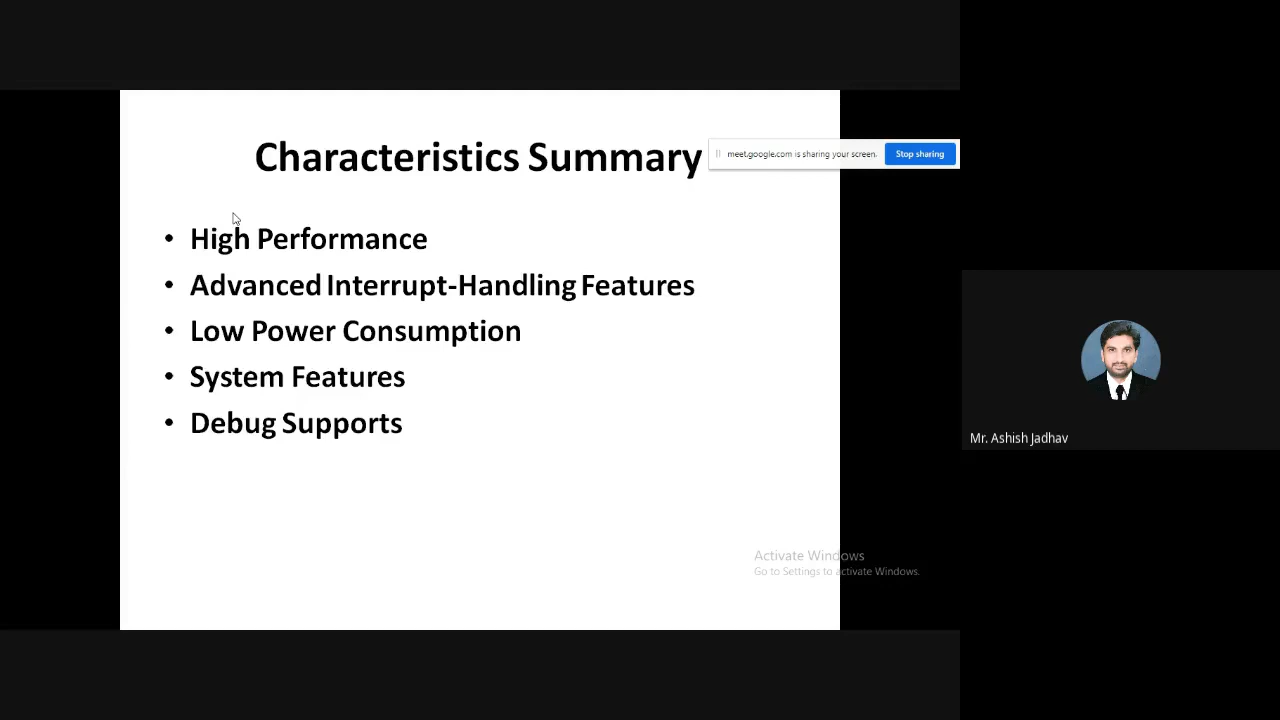 Characteristics Summary
meet.google.com is sharing your screen.
Stop sharing
• High Performance
• Advanced Interrupt-Handling Features
• Low Power Consumption
• System Features
• Debug Supports
Mr. Ashish Jadhav
Activate Windows
Go to Settings to activate Windows.